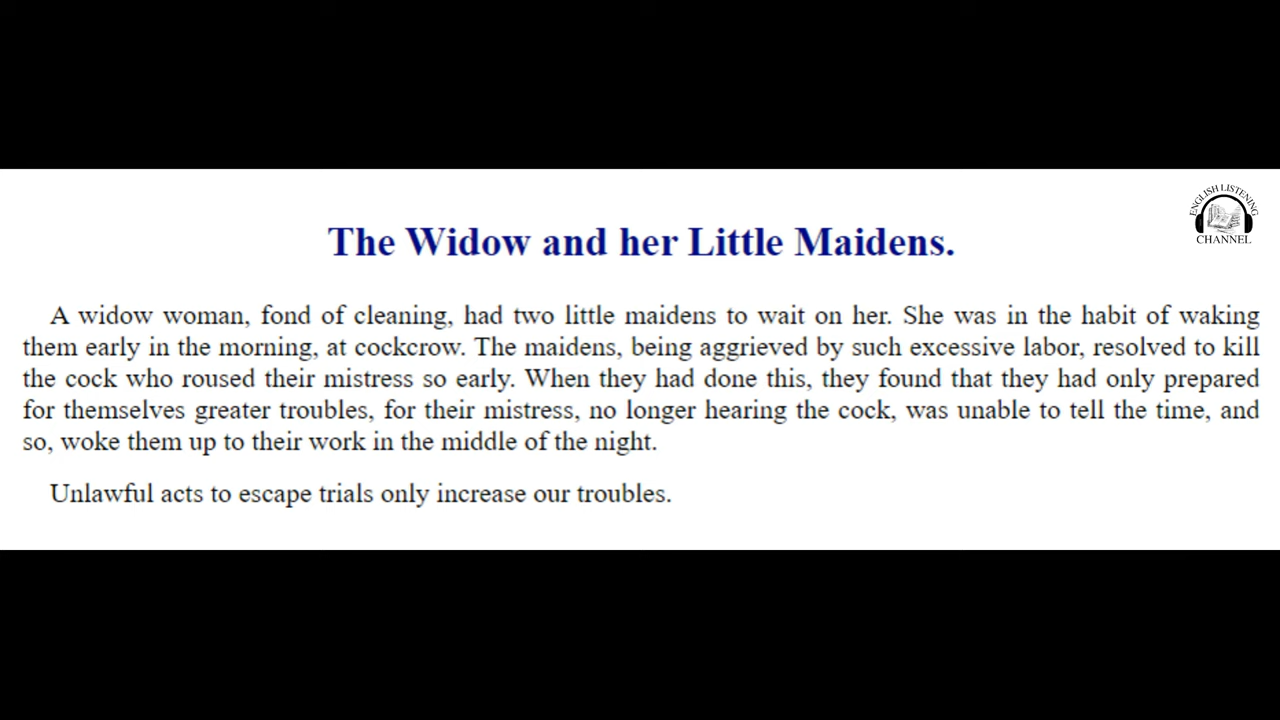 ENGLISH LISTENING
CHANNEL
The Widow and her Little Maidens.
A widow woman, fond of cleaning, had two little maidens to wait on her. She was in the habit of waking
them early in the morning, at cockcrow. The maidens, being aggrieved by such excessive labor, resolved to kill
the cock who roused their mistress so early. When they had done this, they found that they had only prepared
for themselves greater troubles, for their mistress, no longer hearing the cock, was unable to tell the time, and
so, woke them up to their work in the middle of the night.
Unlawful acts to escape trials only increase our troubles.